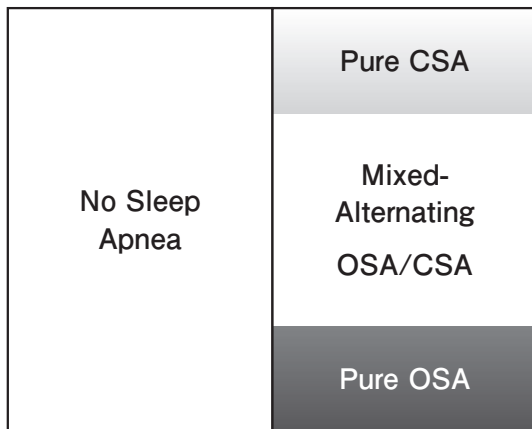 No Sleep
Apnea
Pure CSA
Mixed-
Alternating
OSA/CSA
Pure OSA